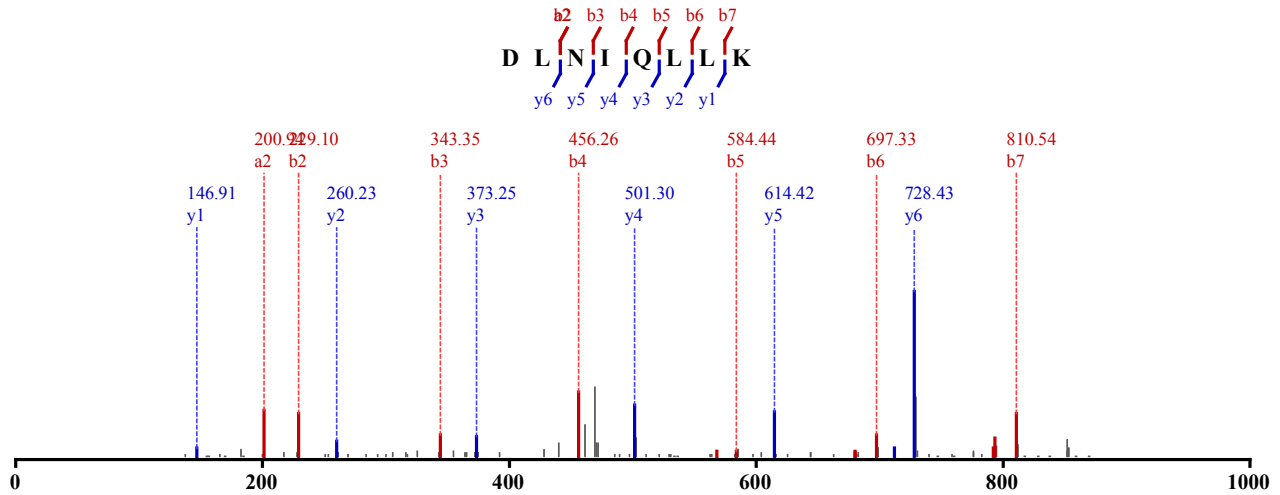 a2 b2 b3 b4 b5 b6 b7
D L N I Q L L K
y6 y5 y4 y3 y2 y1
200.94 229.10 343.35 456.26 584.44 697.33 810.54
a2 b2 b3 b4 b5 b6 b7
146.91 260.23 373.25 501.30 614.42 728.43
y1 y2 y3 y4 y5 y6
0 200 400 600 800 1000